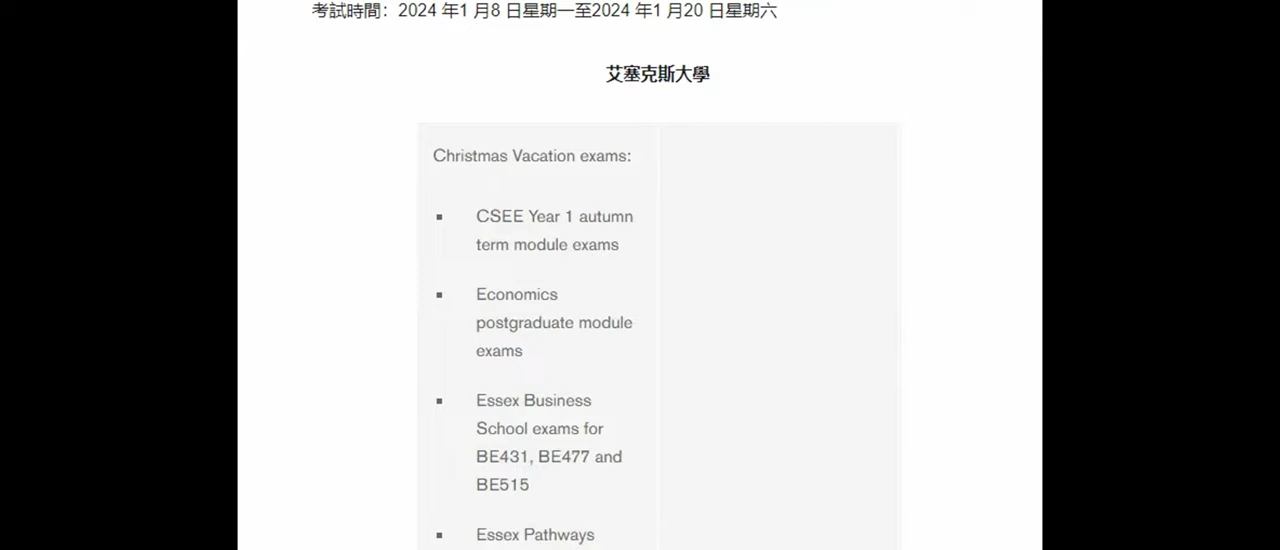 考試時間：2024 年1 月8 日星期一至2024 年1 月20 日星期六
艾塞克斯大學
Christmas Vacation exams:
▪ CSEE Year 1 autumn
term module exams
▪ Economics
postgraduate module
exams
▪ Essex Business
School exams for
BE431, BE477 and
BE515
▪ Essex Pathways